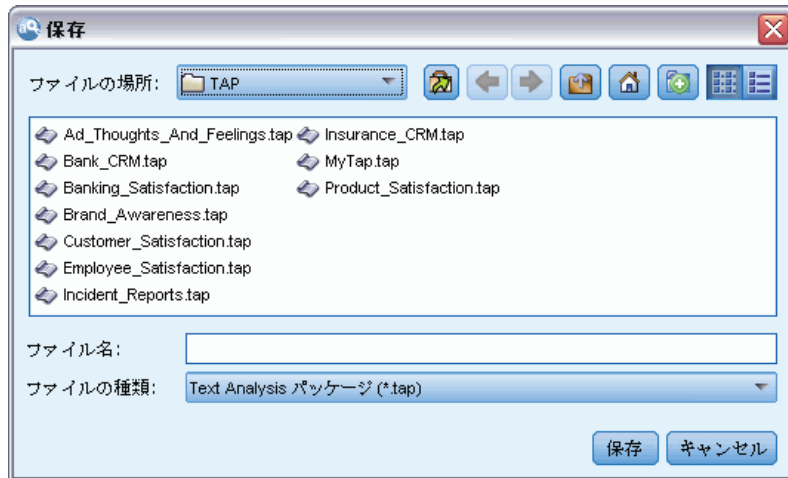 保存
ファイルの場所: TAP
Ad_Thoughts_And_Feelings.tap Insurance_CRM.tap
Bank_CRM.tap MyTap.tap
Banking_Satisfaction.tap Product_Satisfaction.tap
Brand_Awareness.tap
Customer_Satisfaction.tap
Employee_Satisfaction.tap
Incident_Reports.tap
ファイル名:
ファイルの種類: Text Analysis パッケージ (*.tap)
保存 キャンセル